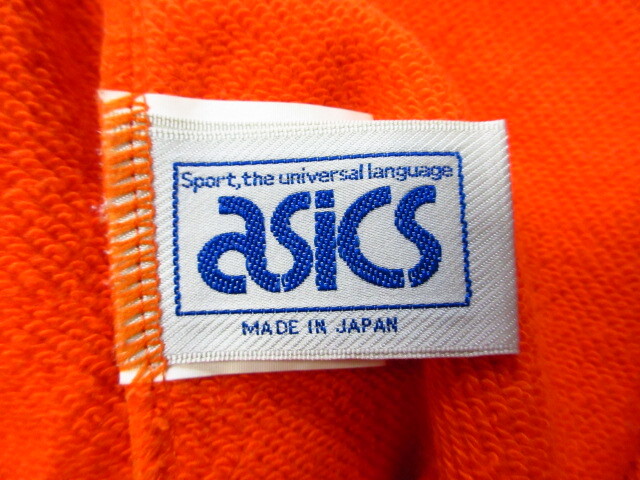 Sport, the universal language
asics
MADE IN JAPAN